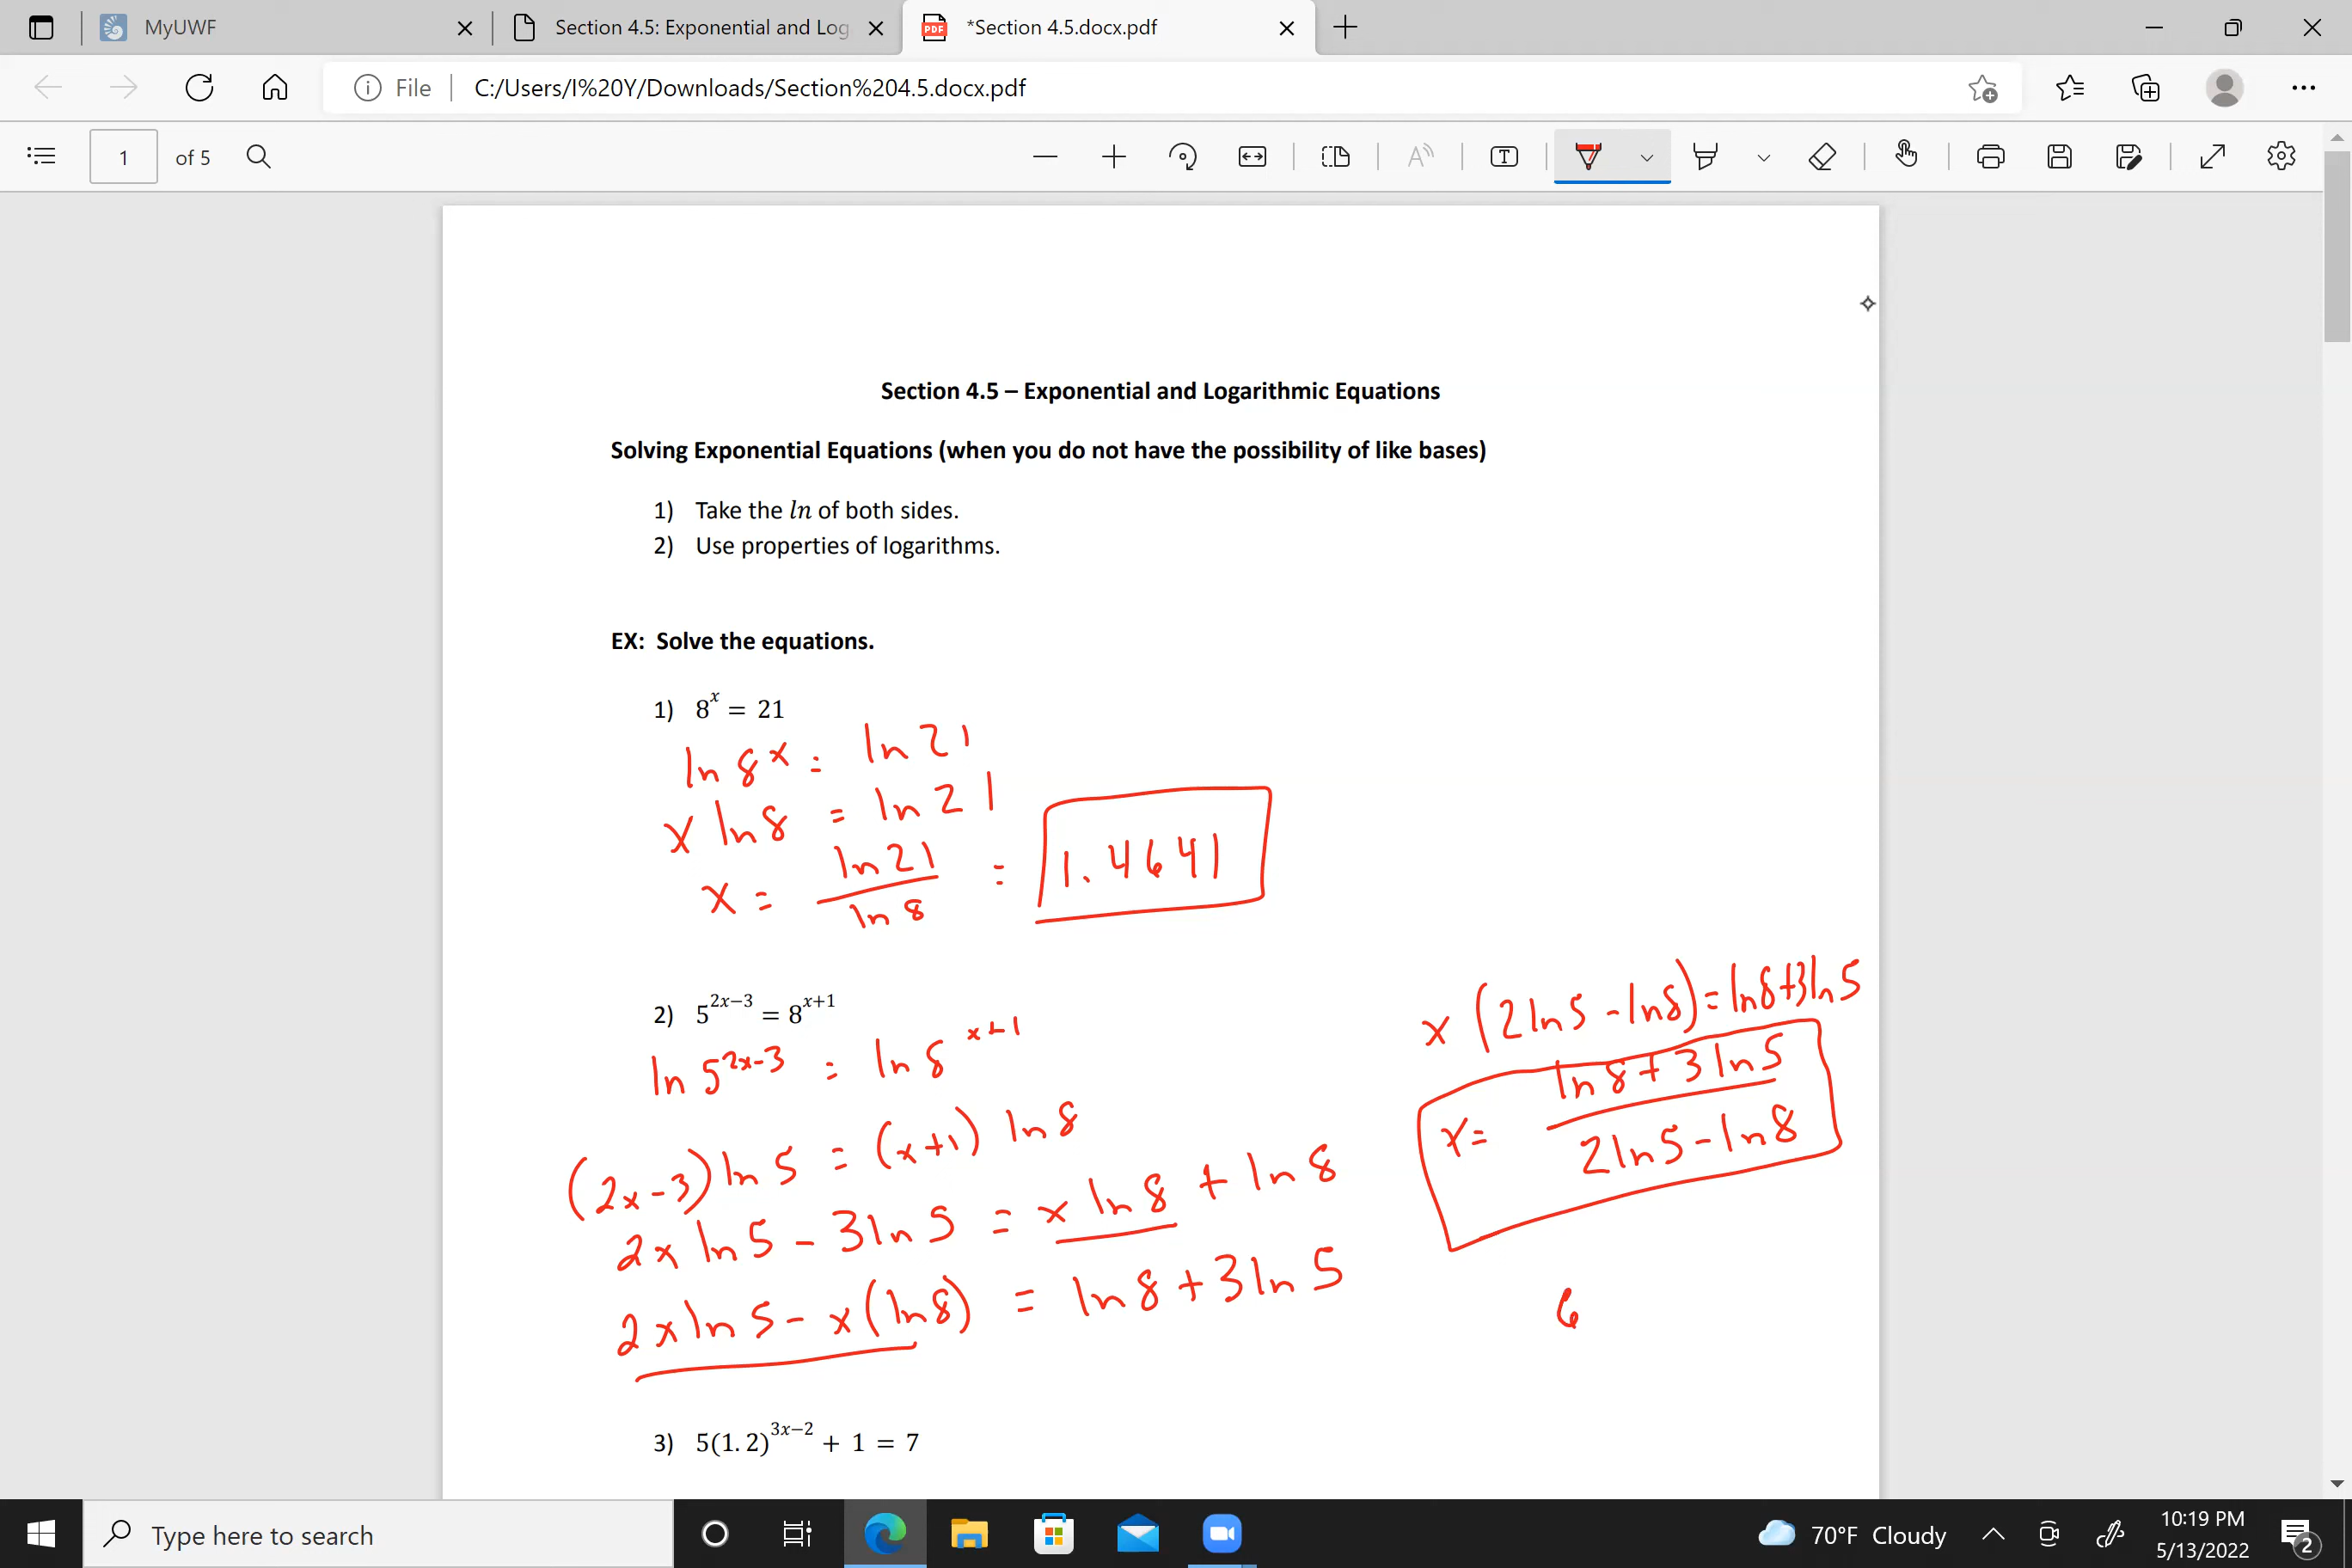 MyUWF
Section 4.5: Exponential and Log
*Section 4.5.docx.pdf
File
C:/Users/I%20Y/Downloads/Section%204.5.docx.pdf
1 of 5
Section 4.5 – Exponential and Logarithmic Equations
Solving Exponential Equations (when you do not have the possibility of like bases)
1) Take the ln of both sides.
2) Use properties of logarithms.
EX: Solve the equations.
1) 8^x = 21
ln 8^x = ln 21
x ln 8 = ln 21
x = ln 21 / ln 8 = 1.4641
2) 5^{2x−3} = 8^{x+1}
ln 5^{2x-3} = ln 8^{x+1}
(2x-3) ln 5 = (x+1) ln 8
2x ln 5 - 3 ln 5 = x ln 8 + ln 8
2x ln 5 - x(ln 8) = ln 8 + 3 ln 5
x (2 ln 5 - ln 8) = ln 8 + 3 ln 5
x = ln 8 + 3 ln 5 / 2 ln 5 - ln 8
6
3) 5(1.2)^{3x−2} + 1 = 7
Type here to search
70°F Cloudy
10:19 PM
5/13/2022
2